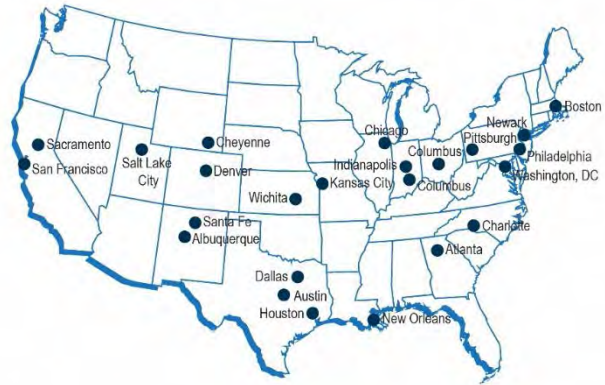 Boston
Newark
Chicago
Pittsburgh
Sacramento
Cheyenne
Columbus
Philadelphia
Salt Lake
City
San Francisco
Denver
Indianapolis
Washington, DC
Kansas City
Columbus
Wichita
Santa Fe
Charlotte
Albuquerque
Atlanta
Dallas
Austin
Houston
New Orleans